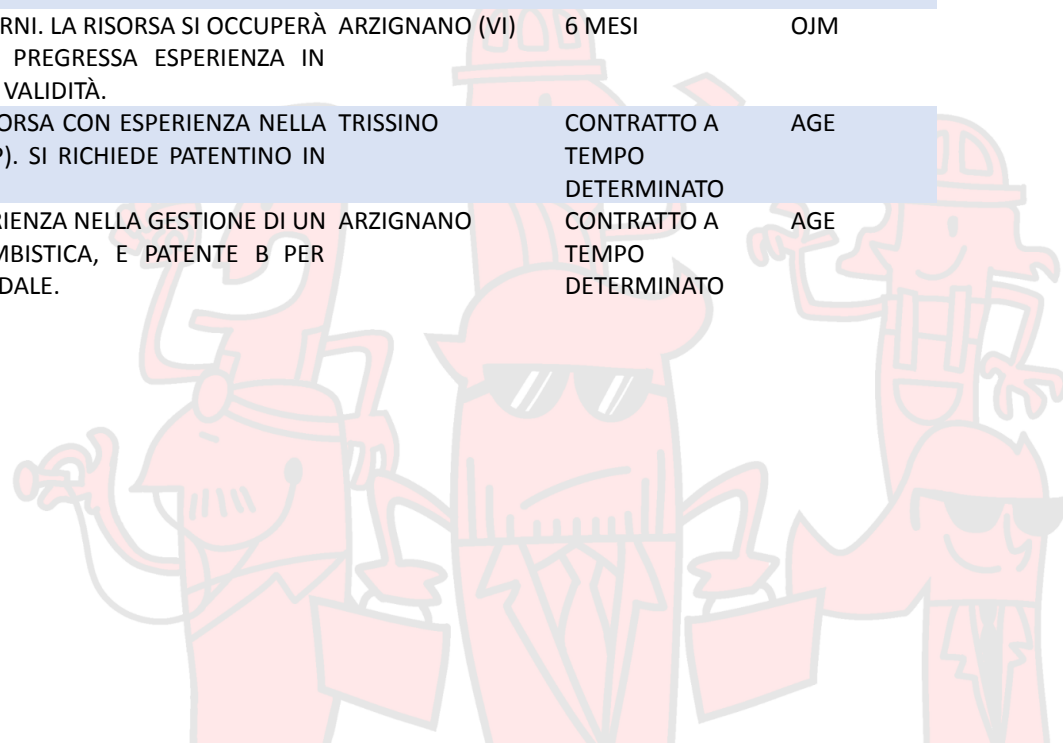 RNI. LA RISORSA SI OCCUPERÀ ARZIGNANO (VI) 6 MESI OJM
PREGRESSA ESPERIENZA IN
VALIDITÀ.
ORSA CON ESPERIENZA NELLA TRISSINO CONTRATTO A AGE
P). SI RICHIEDE PATENTINO IN TEMPO
DETERMINATO
RIENZA NELLA GESTIONE DI UN ARZIGNANO CONTRATTO A AGE
MBISTICA, E PATENTE B PER TEMPO
DALE. DETERMINATO